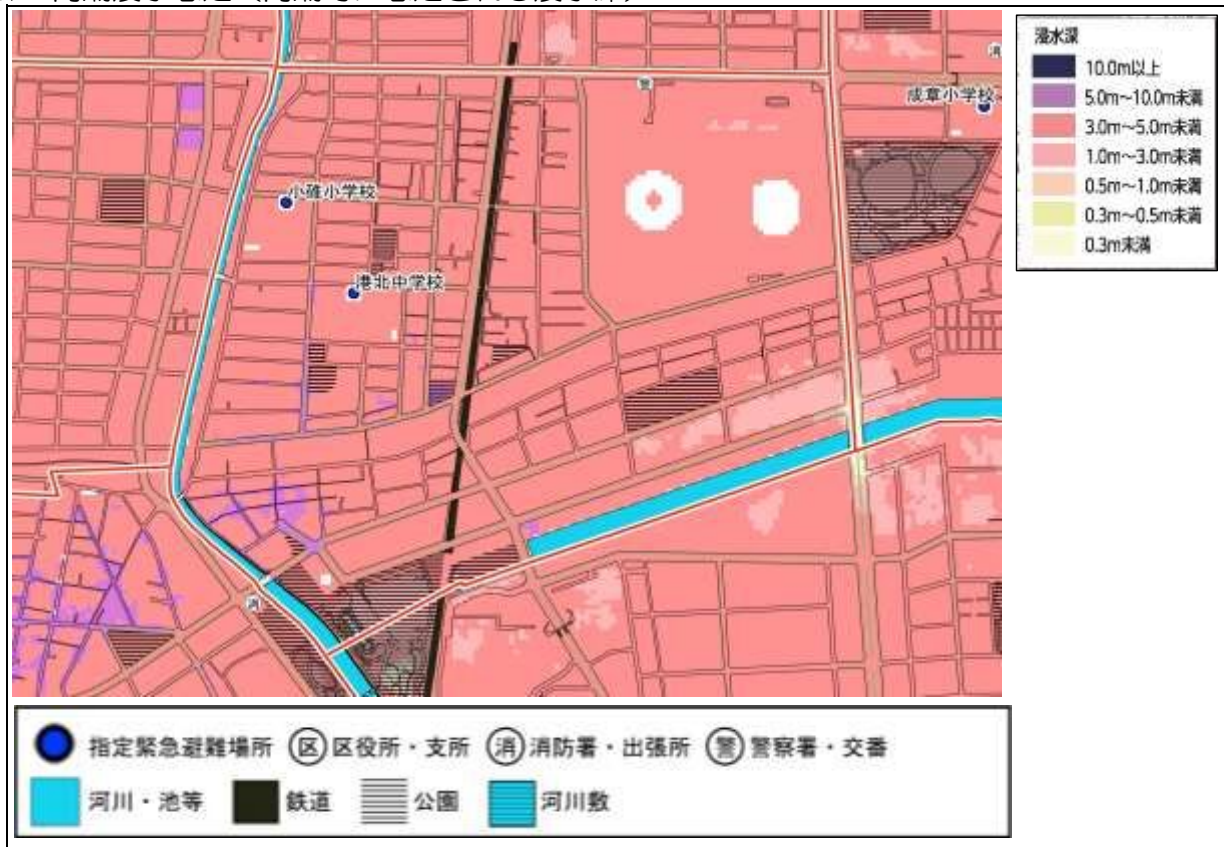 浸水深
10.0m以上
5.0m～10.0m未満
3.0m～5.0m未満
1.0m～3.0m未満
0.5m～1.0m未満
0.3m～0.5m未満
0.3m未満
消
警
成章小学校
小碓小学校
港北中学校
消
指定緊急避難場所 区 区役所・支所 消 消防署・出張所 警 警察署・交番
河川・池等 鉄道 公園 河川敷